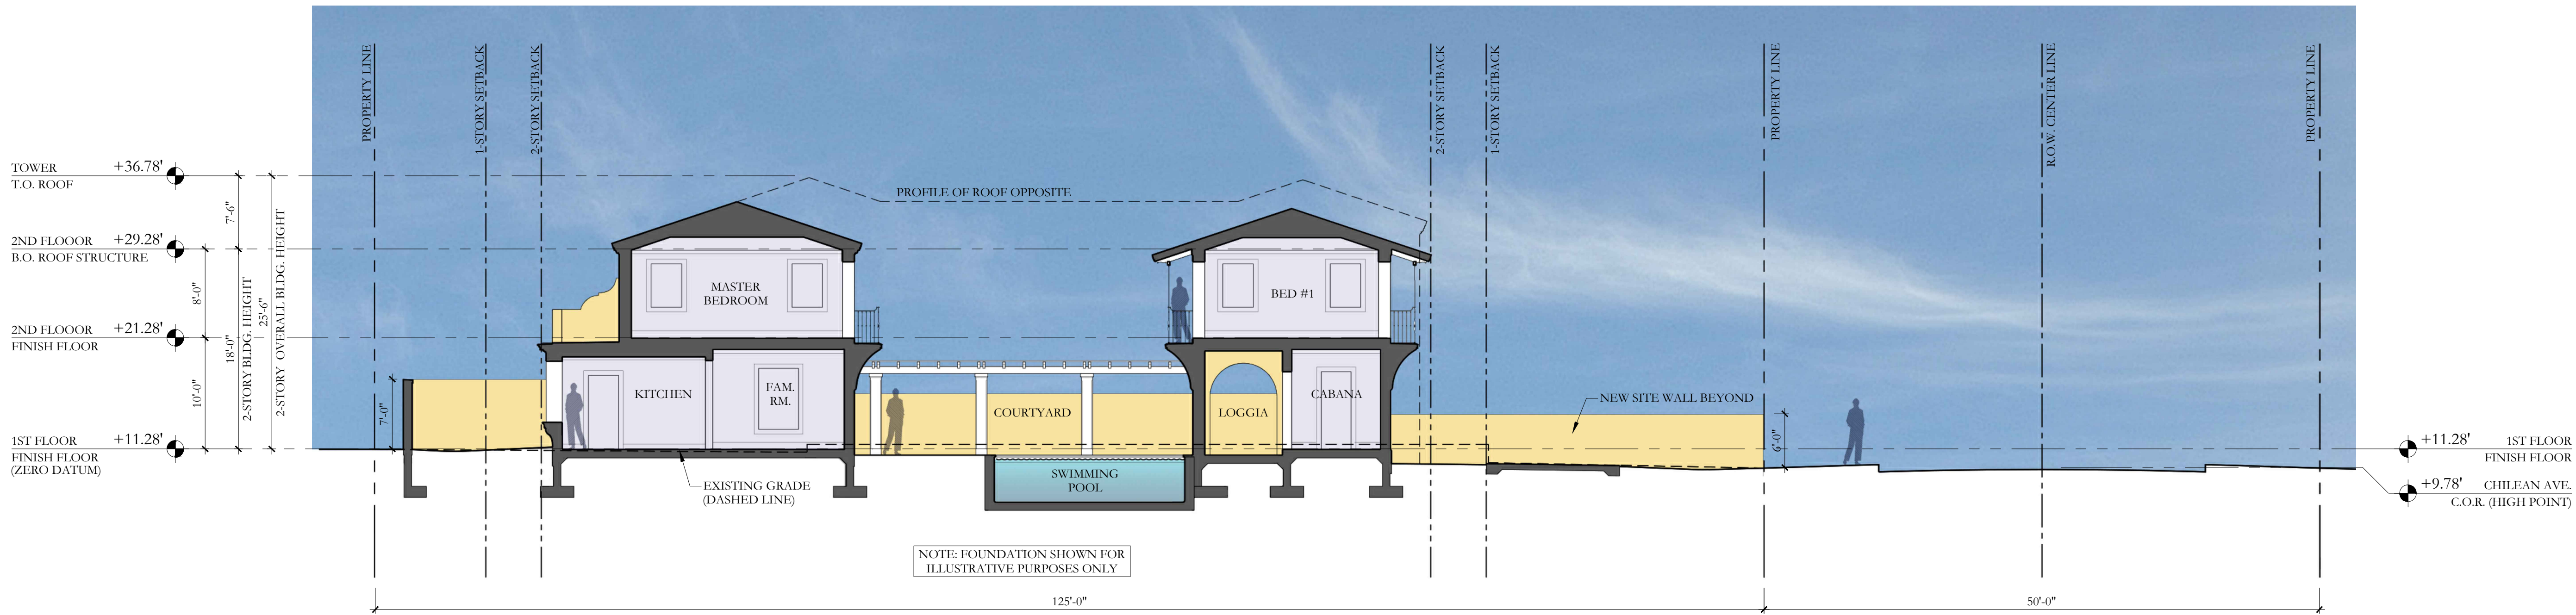 PROPERTY LINE
1-STORY SETBACK
2-STORY SETBACK
2-STORY SETBACK
1-STORY SETBACK
PROPERTY LINE
R.O.W. CENTER LINE
PROPERTY LINE
TOWER +36.78'
T.O. ROOF
7'-6"
2ND FLOOOR +29.28'
B.O. ROOF STRUCTURE
8'-0"
2ND FLOOOR +21.28'
FINISH FLOOR
10'-0"
18'-0"
2-STORY BLDG. HEIGHT
25'-6"
2-STORY OVERALL BLDG. HEIGHT
7'-0"
1ST FLOOR +11.28'
FINISH FLOOR
(ZERO DATUM)
PROFILE OF ROOF OPPOSITE
MASTER
BEDROOM
BED #1
KITCHEN
FAM.
RM.
COURTYARD
LOGGIA
CABANA
NEW SITE WALL BEYOND
6'-0"
SWIMMING
POOL
EXISTING GRADE
(DASHED LINE)
+11.28' 1ST FLOOR
FINISH FLOOR
+9.78' CHILEAN AVE.
C.O.R. (HIGH POINT)
NOTE: FOUNDATION SHOWN FOR
ILLUSTRATIVE PURPOSES ONLY
125'-0"
50'-0"